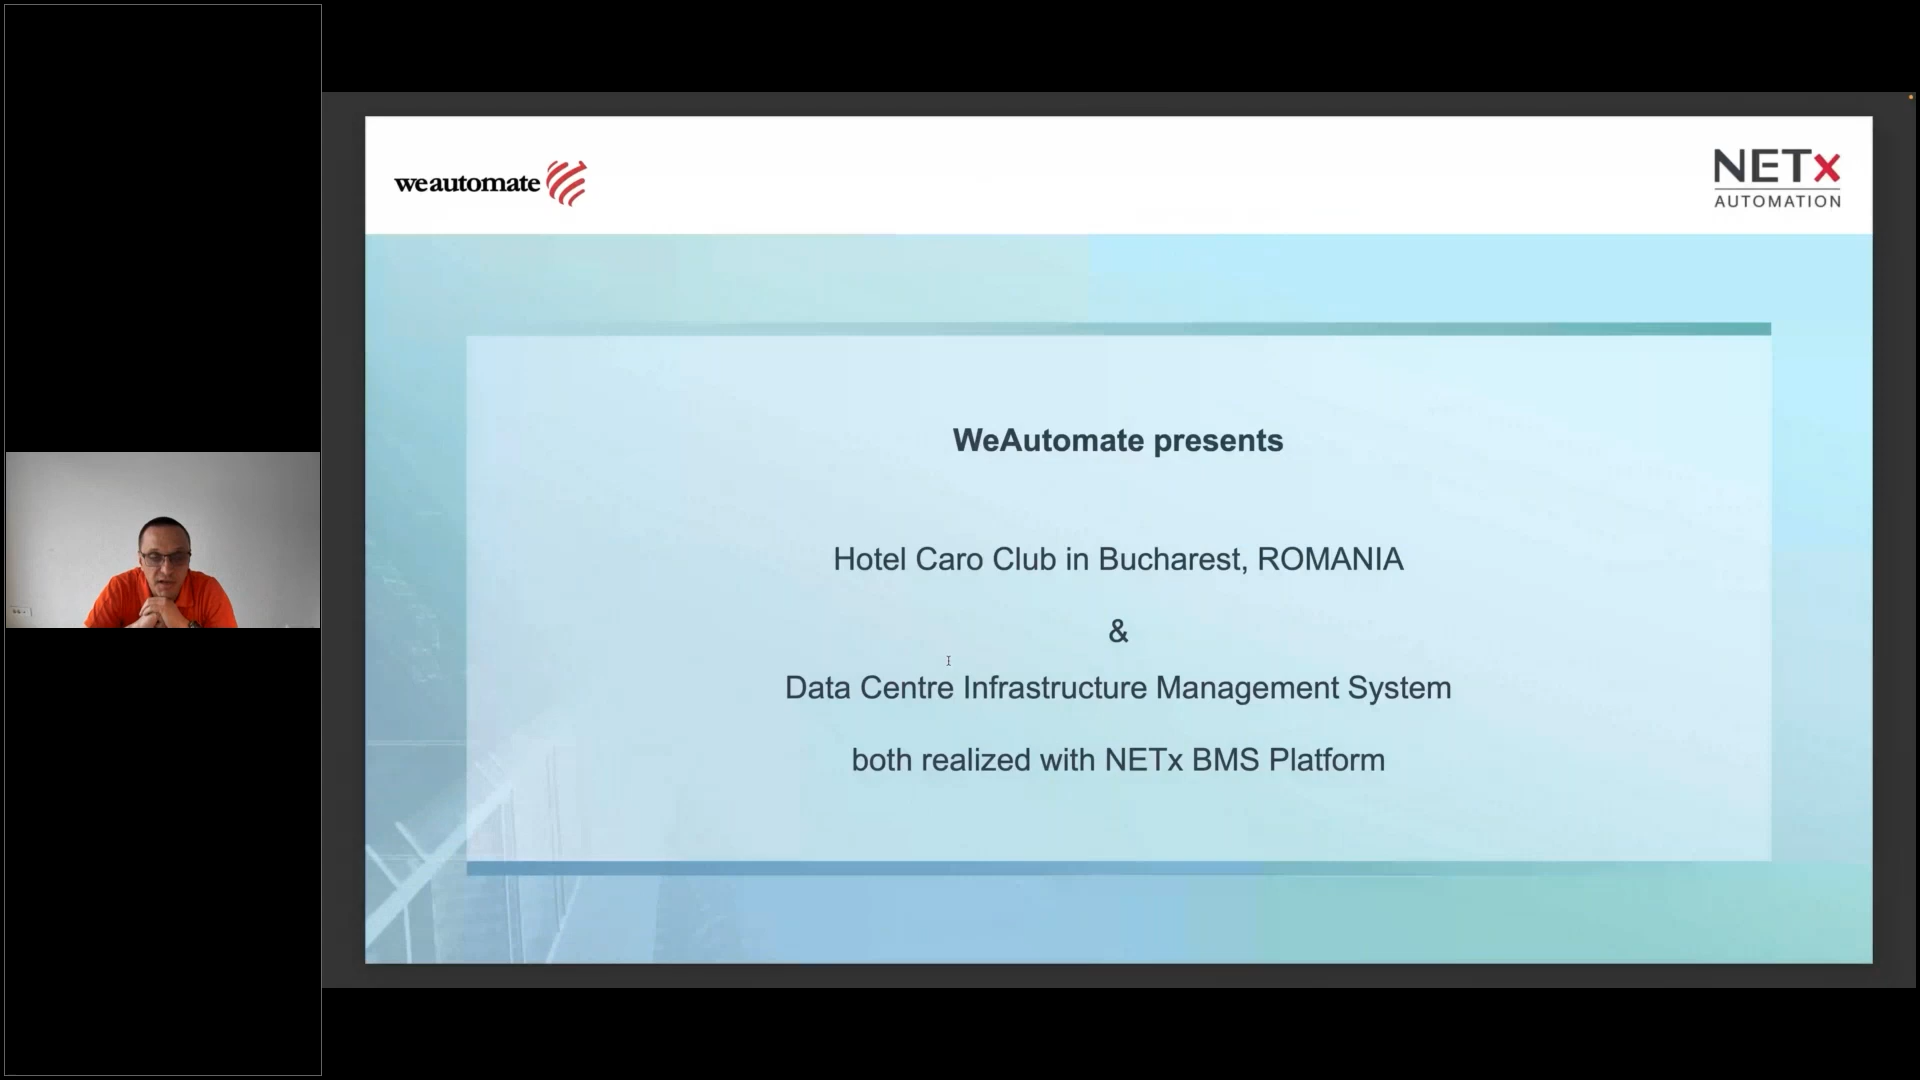 weautomate
NETx
AUTOMATION
WeAutomate presents
Hotel Caro Club in Bucharest, ROMANIA
&
Data Centre Infrastructure Management System
both realized with NETx BMS Platform